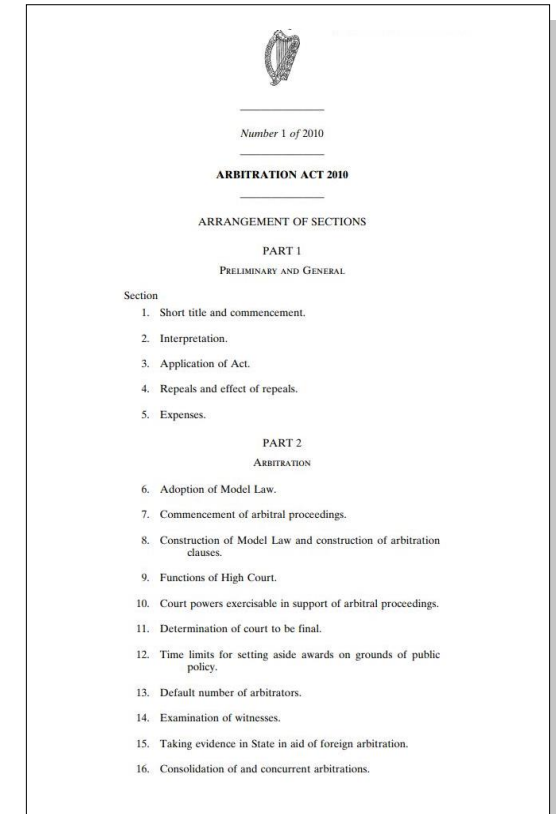 Number 1 of 2010
ARBITRATION ACT 2010
ARRANGEMENT OF SECTIONS
PART 1
Preliminary and General
Section
1. Short title and commencement.
2. Interpretation.
3. Application of Act.
4. Repeals and effect of repeals.
5. Expenses.
PART 2
Arbitration
6. Adoption of Model Law.
7. Commencement of arbitral proceedings.
8. Construction of Model Law and construction of arbitration
clauses.
9. Functions of High Court.
10. Court powers exercisable in support of arbitral proceedings.
11. Determination of court to be final.
12. Time limits for setting aside awards on grounds of public
policy.
13. Default number of arbitrators.
14. Examination of witnesses.
15. Taking evidence in State in aid of foreign arbitration.
16. Consolidation of and concurrent arbitrations.